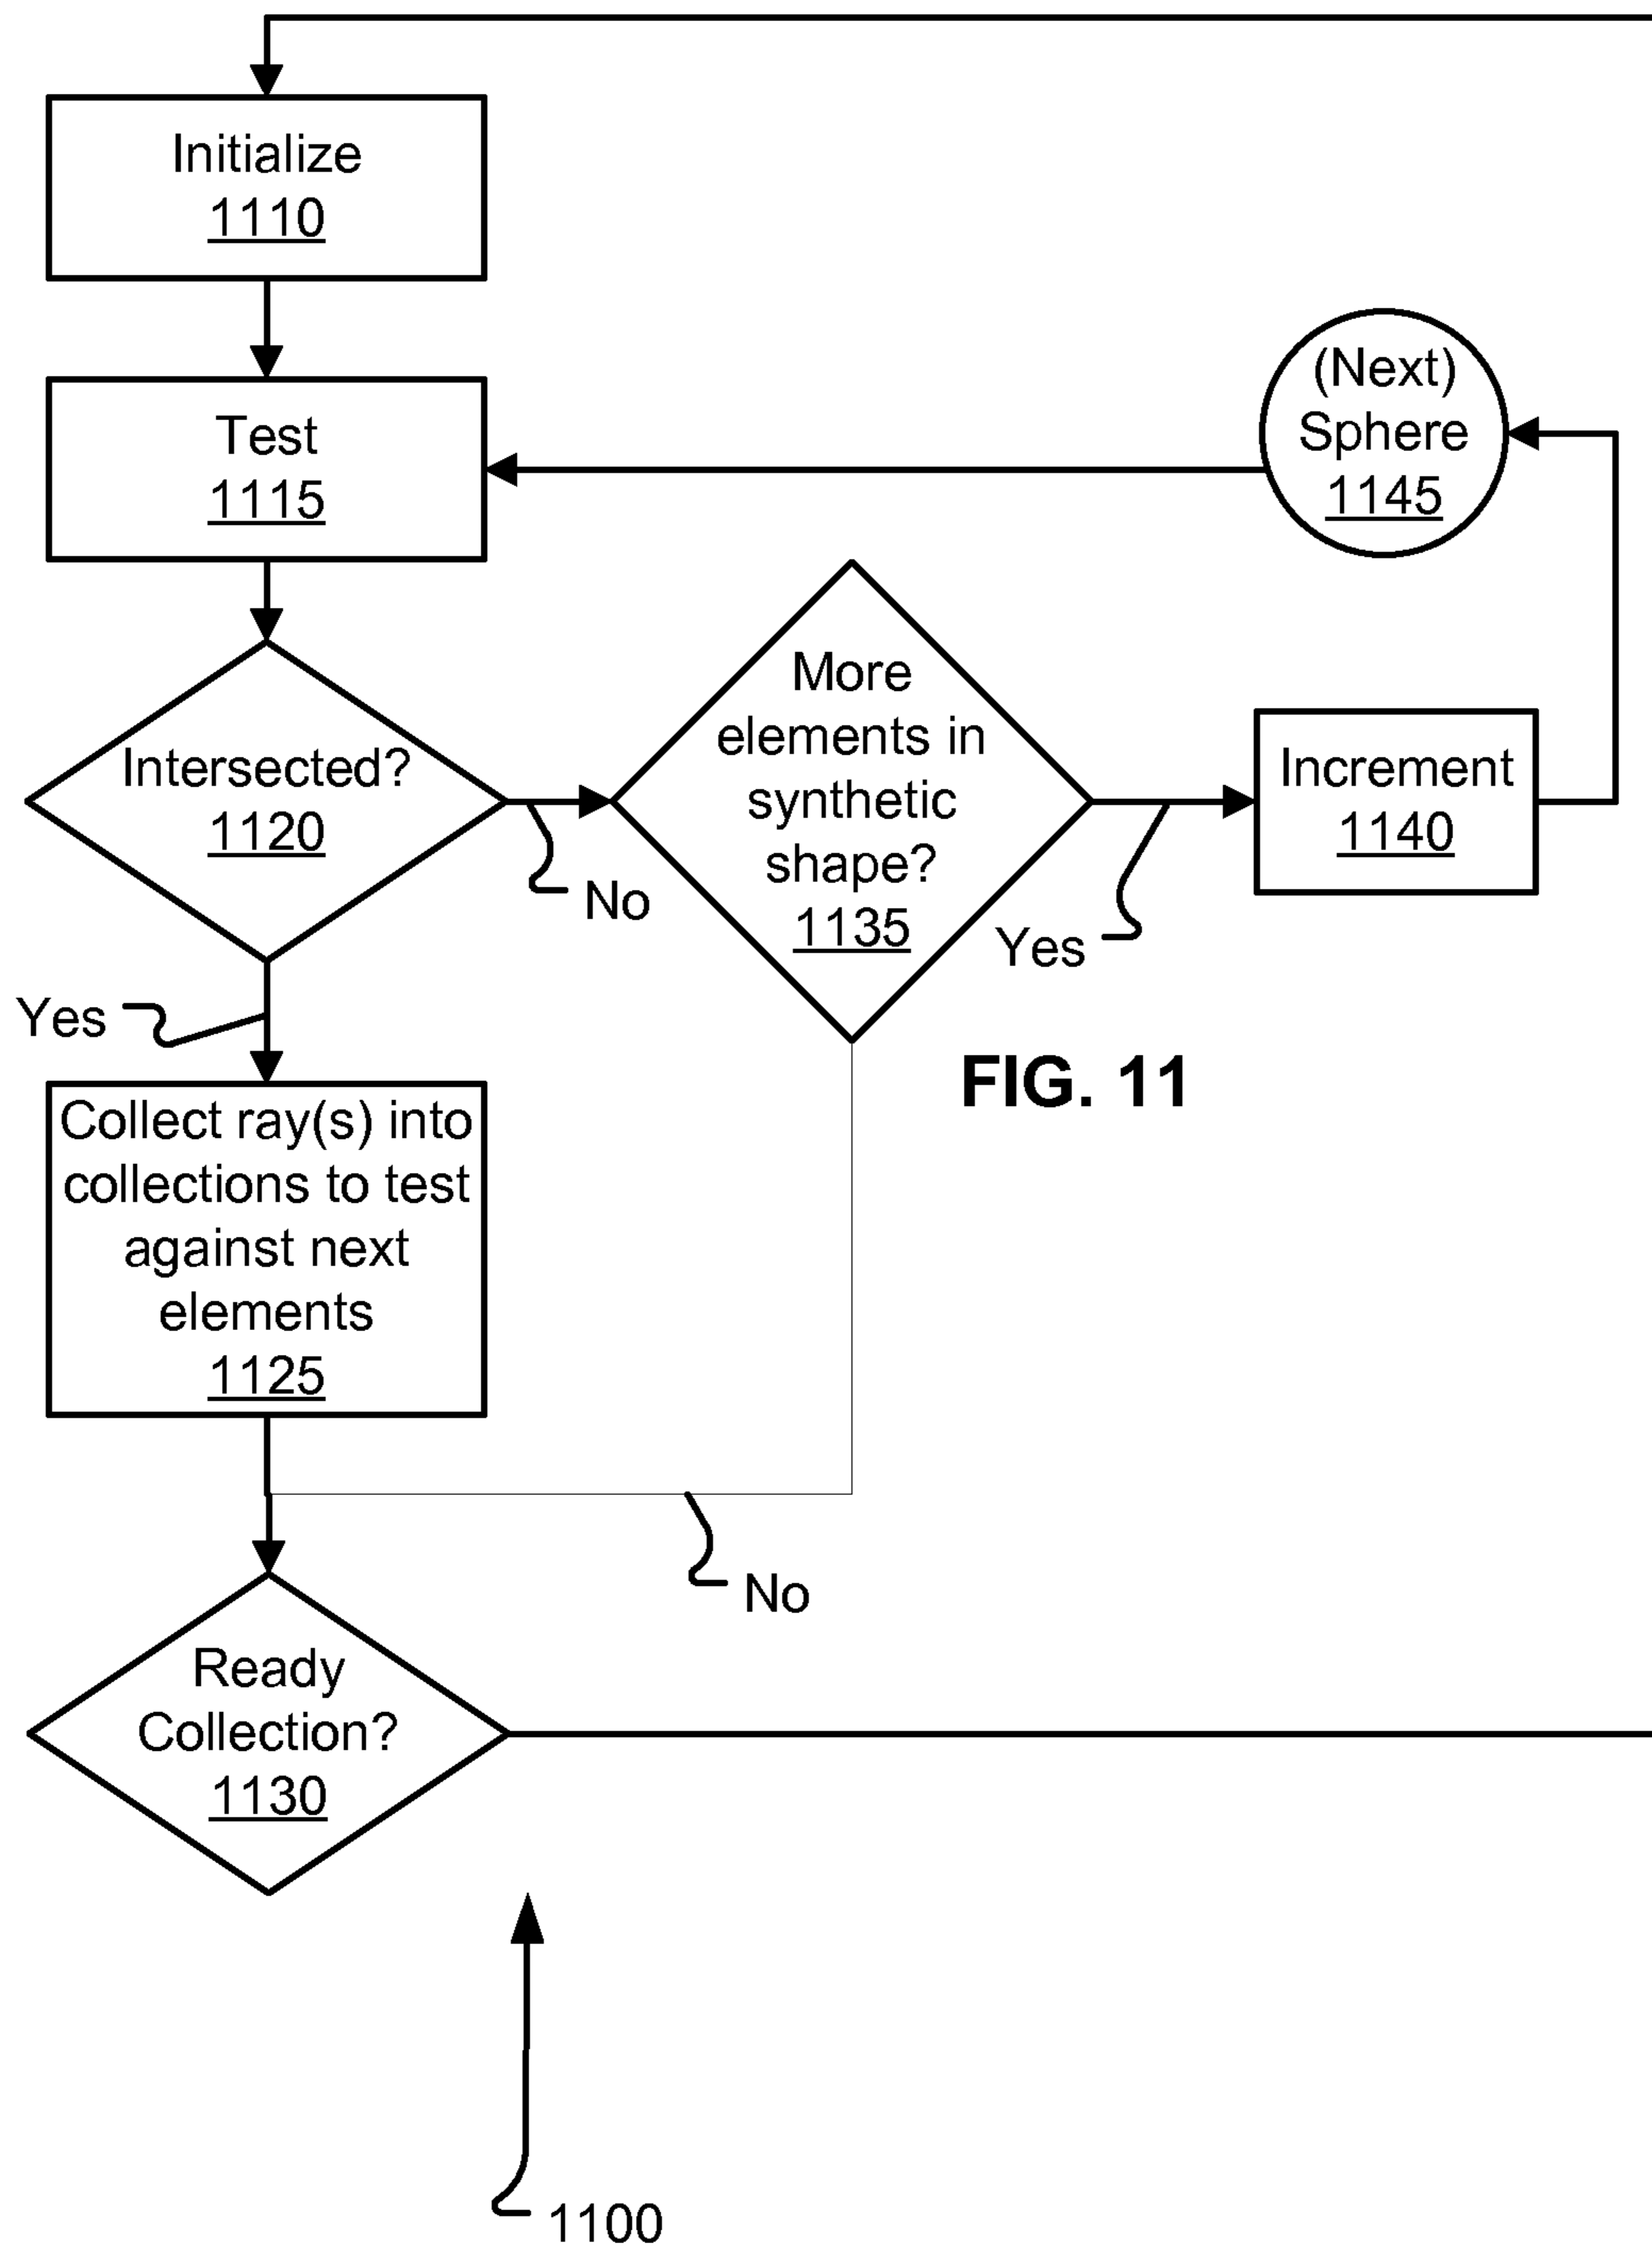 Initialize
1110
Test
1115
(Next)
Sphere
1145
Intersected?
1120
No
More
elements in
synthetic
shape?
1135
Yes
Increment
1140
Yes
Collect ray(s) into
collections to test
against next
elements
1125
FIG. 11
No
Ready
Collection?
1130
1100